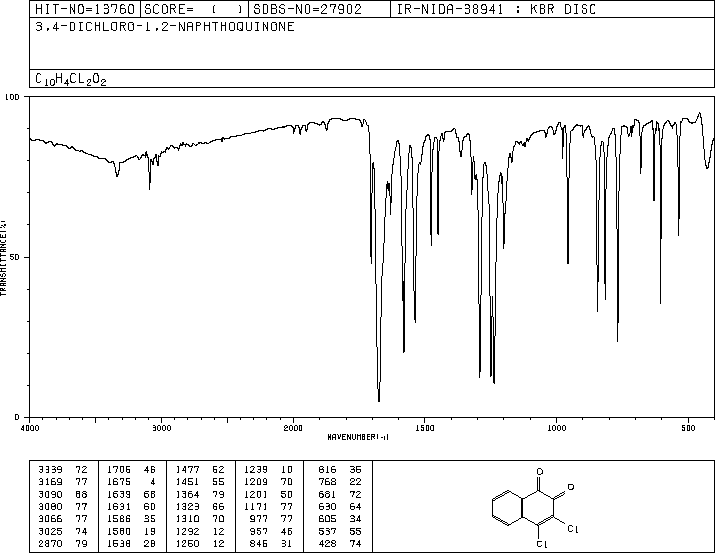 HIT-NO=13760 SCORE= ( ) SDBS-NO=27902 IR-NIDA-38941 : KBR DISC
3,4-DICHLORO-1,2-NAPHTHOQUINONE
C10H4CL2O2
100
50
0
TRANSMITTANCE(%)
4000 3000 2000 1500 1000 500
WAVENUMBER(-1)
3339 72 1706 46 1477 52 1239 10 816 36
3169 77 1675 4 1451 55 1209 70 768 22
3090 68 1639 66 1364 79 1201 50 681 72
3080 77 1631 60 1323 66 1171 77 630 64
3066 77 1586 35 1310 70 977 77 605 34
3025 74 1580 19 1292 12 957 46 537 55
2870 79 1538 28 1250 12 846 31 428 74
O
O
Cl
Cl